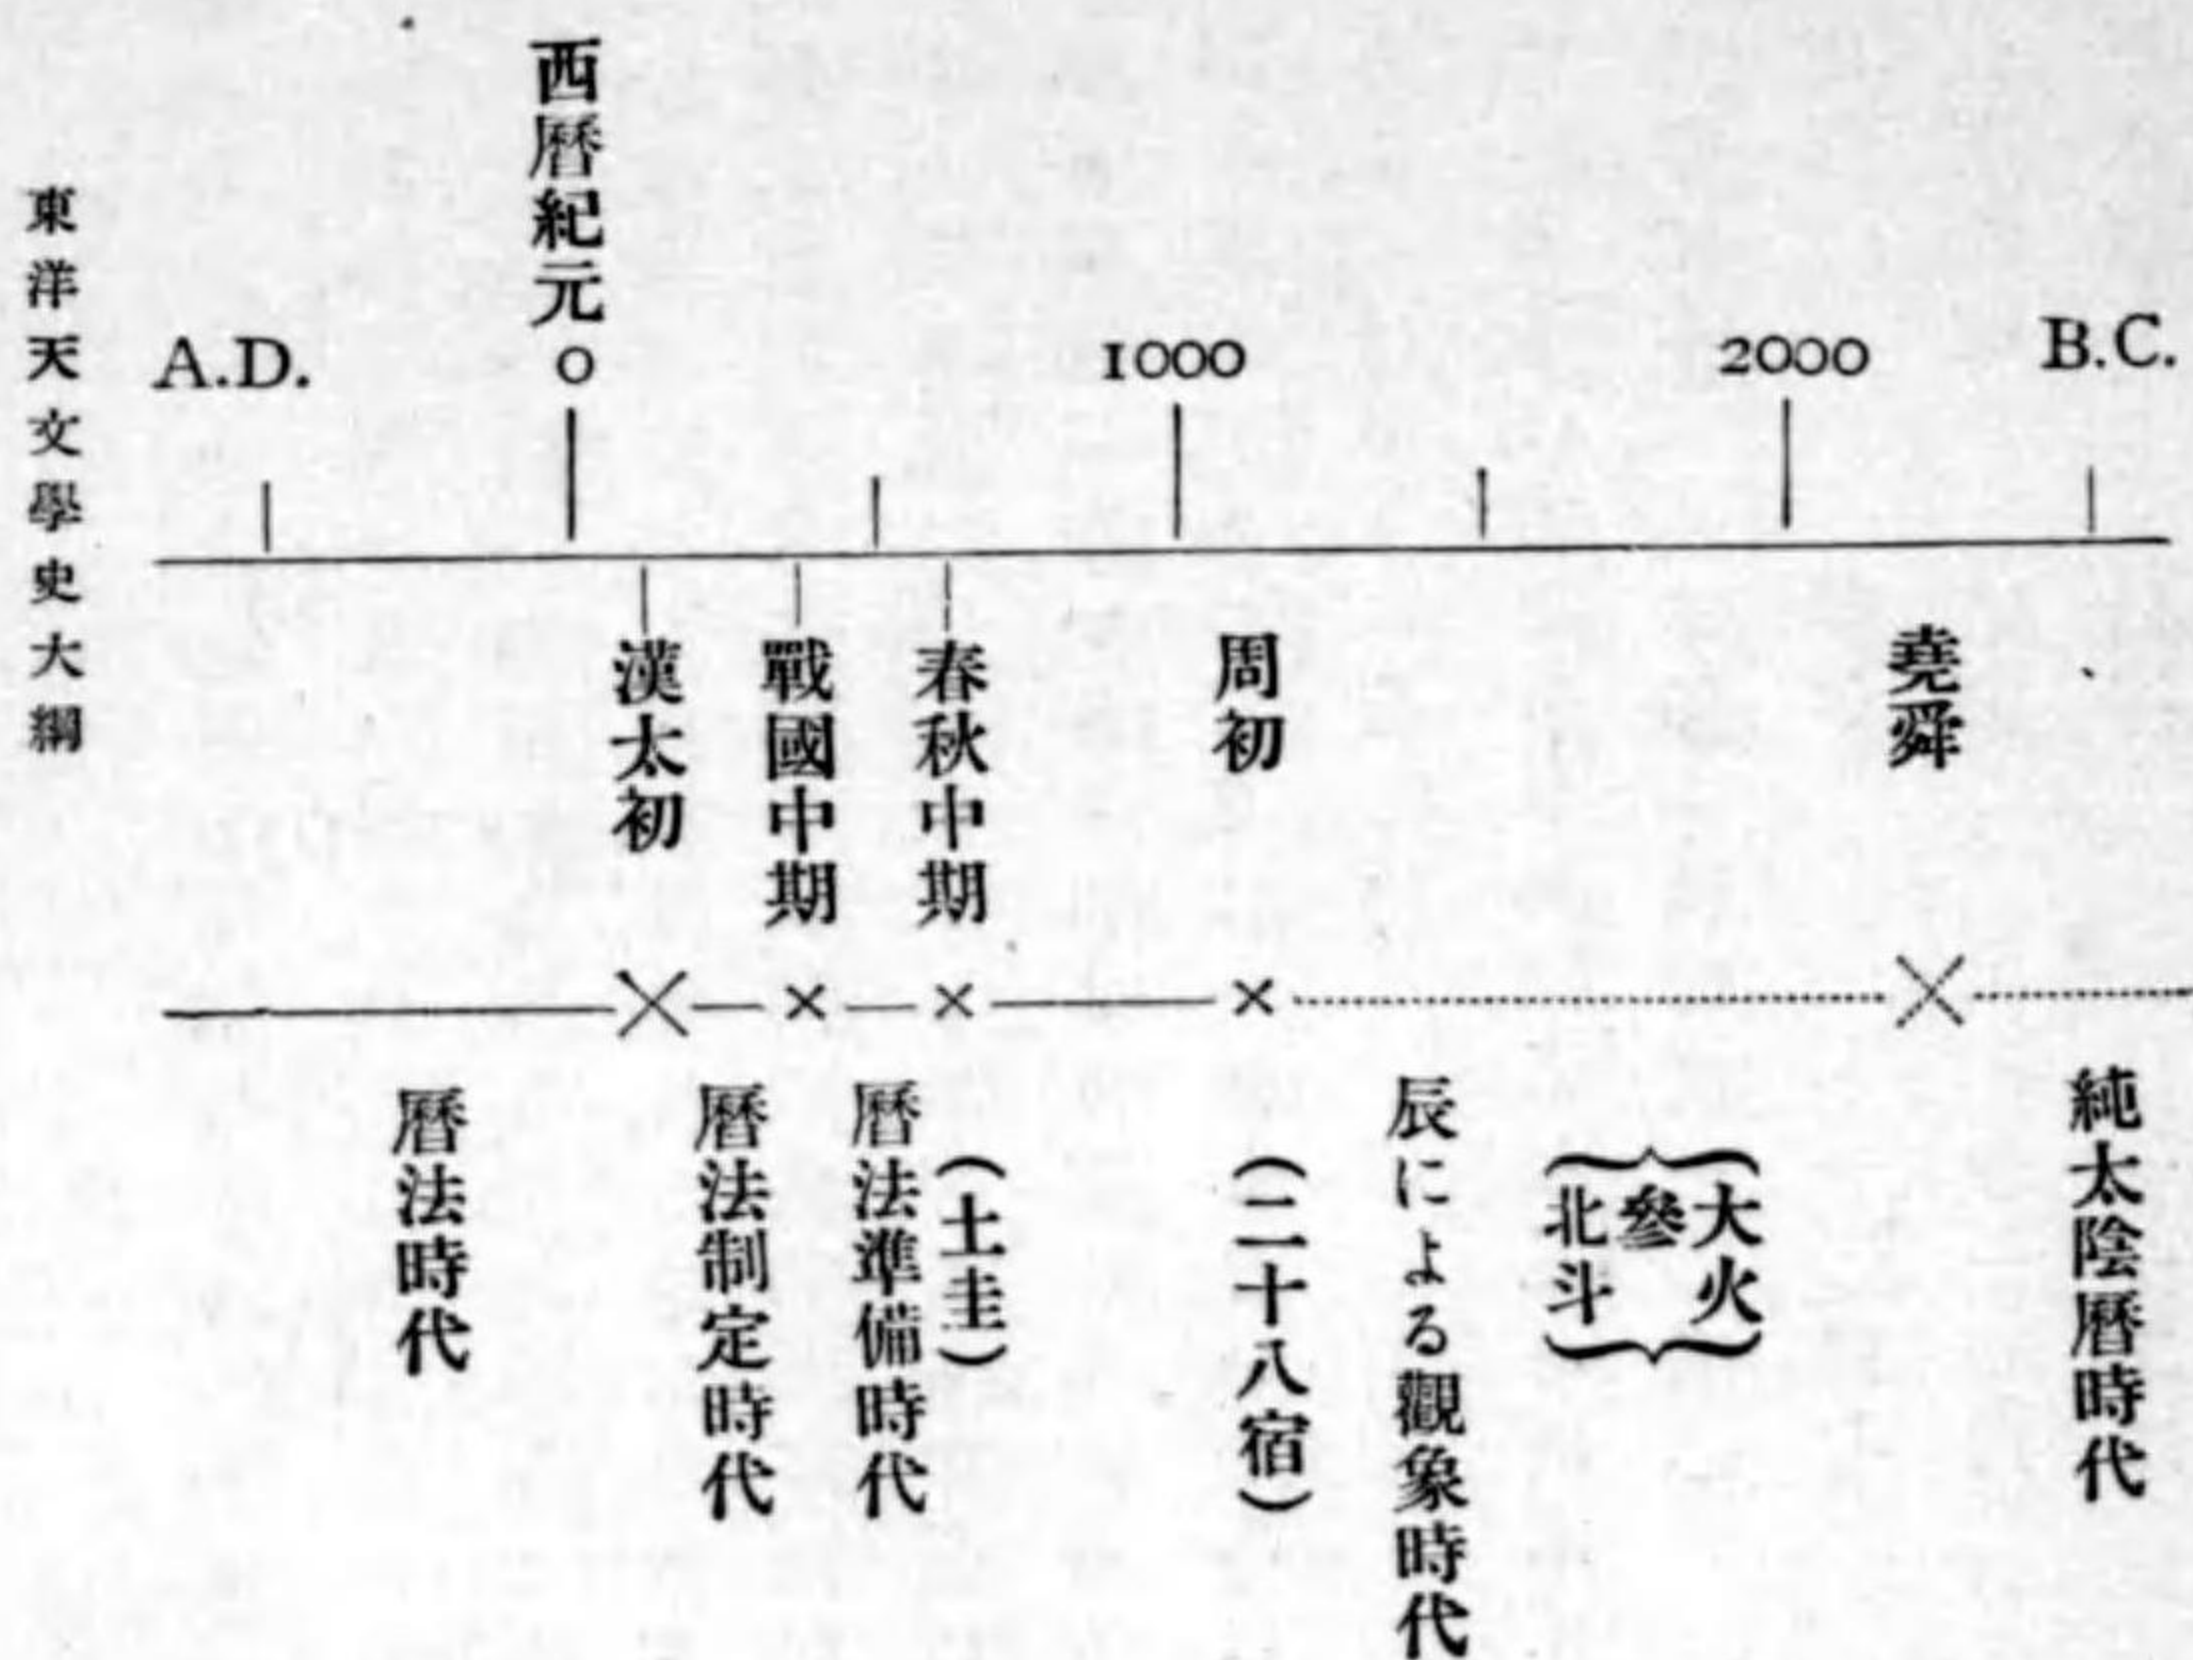 B.C.
2000
1000
西曆紀元0
A.D.
堯舜
周初
春秋中期
戰國中期
漢太初
純太陰曆時代
大火
參
北斗
辰による觀象時代
(二十八宿)
(土圭)
曆法準備時代
曆法制定時代
曆法時代
東洋天文學史大綱